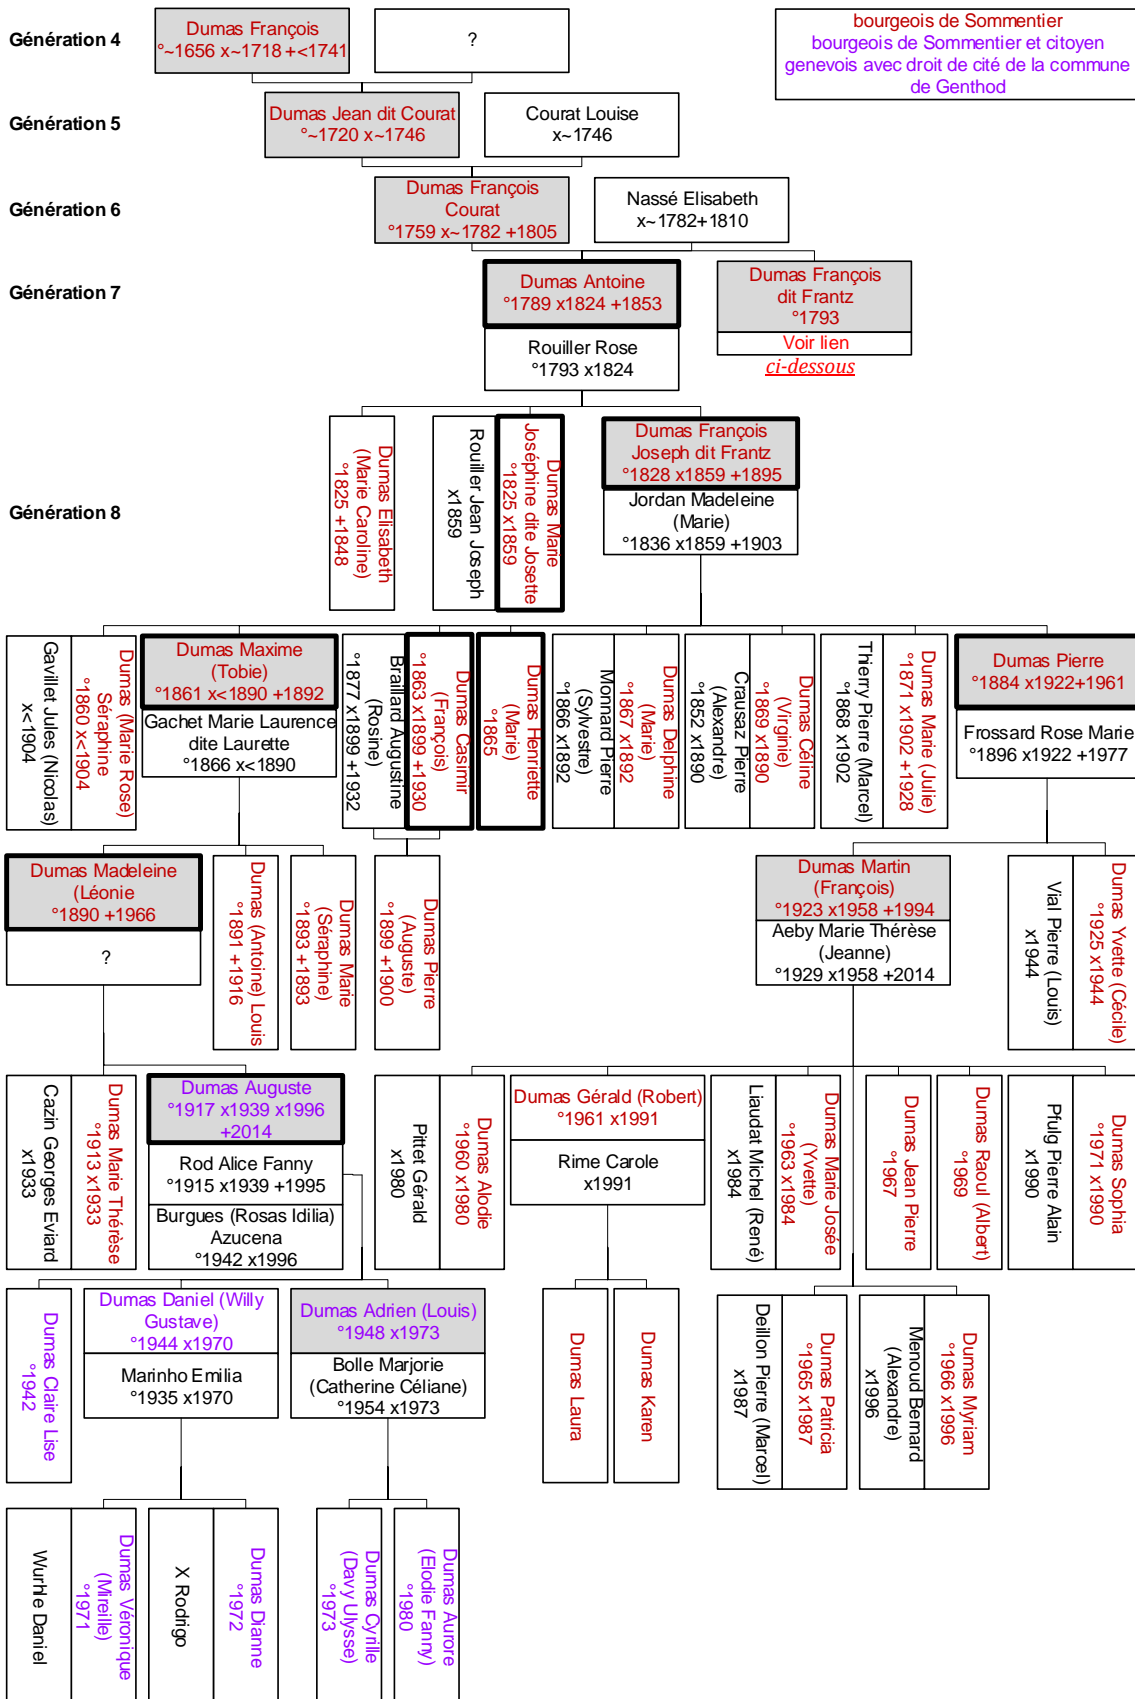 bourgeois de Sommentier
bourgeois de Sommentier et citoyen
genevois avec droit de cité de la commune
de Genthod
Génération 4
Dumas François
°~1656 x~1718 +<1741
?
Génération 5
Dumas Jean dit Courat
°~1720 x~1746
Courat Louise
x~1746
Génération 6
Dumas François
Courat
°1759 x~1782 +1805
Nassé Elisabeth
x~1782+1810
Génération 7
Dumas Antoine
°1789 x1824 +1853
Rouiller Rose
°1793 x1824
Dumas François
dit Frantz
°1793
Voir lien
ci-dessous
Génération 8
Dumas Elisabeth
(Marie Caroline)
°1825 +1848
Rouiller Jean Joseph
x1859
Dumas Marie
Joséphine dite Josette
°1825 x1859
Dumas François
Joseph dit Frantz
°1828 x1859 +1895
Jordan Madeleine
(Marie)
°1836 x1859 +1903
Gavillet Jules (Nicolas)
x<1904
Dumas (Marie Rose)
Séraphine
°1860 x<1904
Dumas Maxime
(Tobie)
°1861 x<1890 +1892
Gachet Marie Laurence
dite Laurette
°1866 x<1890
Braillard Augustine
(Rosine)
°1877 x1899 +1932
Dumas Casimir
(François)
°1863 x1899 +1930
Dumas Henriette
(Marie)
°1865
Monnard Pierre
(Sylvestre)
°1866 x1892
Dumas Delphine
(Marie)
°1867 x1892
Crausaz Pierre
(Alexandre)
°1852 x1890
Dumas Céline
(Virginie)
°1869 x1890
Thierry Pierre (Marcel)
°1868 x1902
Dumas Marie (Julie)
°1871 x1902 +1928
Dumas Pierre
°1884 x1922+1961
Frossard Rose Marie
°1896 x1922 +1977
Dumas Madeleine
(Léonie
°1890 +1966
?
Dumas (Antoine) Louis
°1891 +1916
Dumas Marie
(Séraphine)
°1893 +1893
Dumas Pierre
(Auguste)
°1899 +1900
Dumas Martin
(François)
°1923 x1958 +1994
Aeby Marie Thérèse
(Jeanne)
°1929 x1958 +2014
Vial Pierre (Louis)
x1944
Dumas Yvette (Cécile)
°1925 x1944
Cazin Georges Eviard
x1933
Dumas Marie Thérèse
°1913 x1933
Dumas Auguste
°1917 x1939 x1996
+2014
Rod Alice Fanny
°1915 x1939 +1995
Burgues (Rosas Idilia)
Azucena
°1942 x1996
Pittet Gérald
x1980
Dumas Alodie
°1960 x1980
Dumas Gérald (Robert)
°1961 x1991
Rime Carole
x1991
Liaudat Michel (René)
x1984
Dumas Marie Josée
(Yvette)
°1963 x1984
Dumas Jean Pierre
°1967
Dumas Raoul (Albert)
°1969
Pfulg Pierre Alain
x1990
Dumas Sophia
°1971 x1990
Dumas Claire Lise
°1942
Dumas Daniel (Willy
Gustave)
°1944 x1970
Marinho Emilia
°1935 x1970
Dumas Adrien (Louis)
°1948 x1973
Bolle Marjorie
(Catherine Céliane)
°1954 x1973
Dumas Laura
Dumas Karen
Deillon Pierre (Marcel)
x1987
Dumas Patricia
°1965 x1987
Menoud Bernard
(Alexandre)
x1996
Dumas Myriam
°1966 x1996
Wurhle Daniel
Dumas Véronique
(Mireille)
°1971
X Rodrigo
Dumas Dianne
°1972
Dumas Cyrille
(Davy Ulysse)
°1973
Dumas Aurore
(Elodie Fanny)
°1980